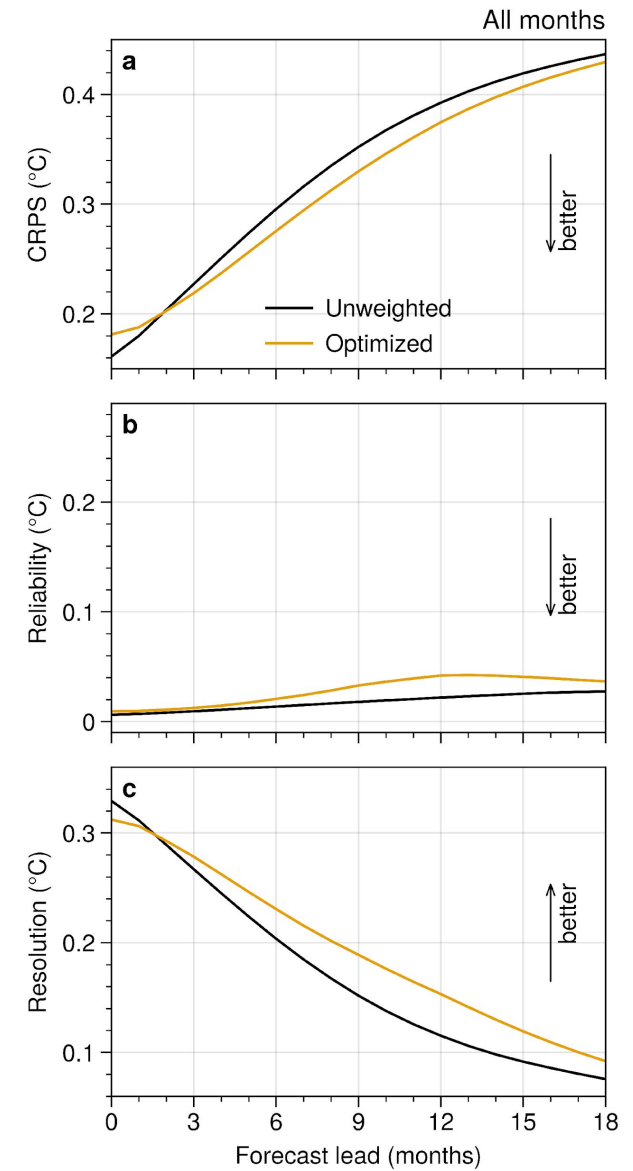 All months
a
0.4
0.3
0.2
CRPS (°C)
better
Unweighted
Optimized
b
0.2
0.1
0
Reliability (°C)
better
c
0.3
0.2
0.1
Resolution (°C)
better
0 3 6 9 12 15 18
Forecast lead (months)